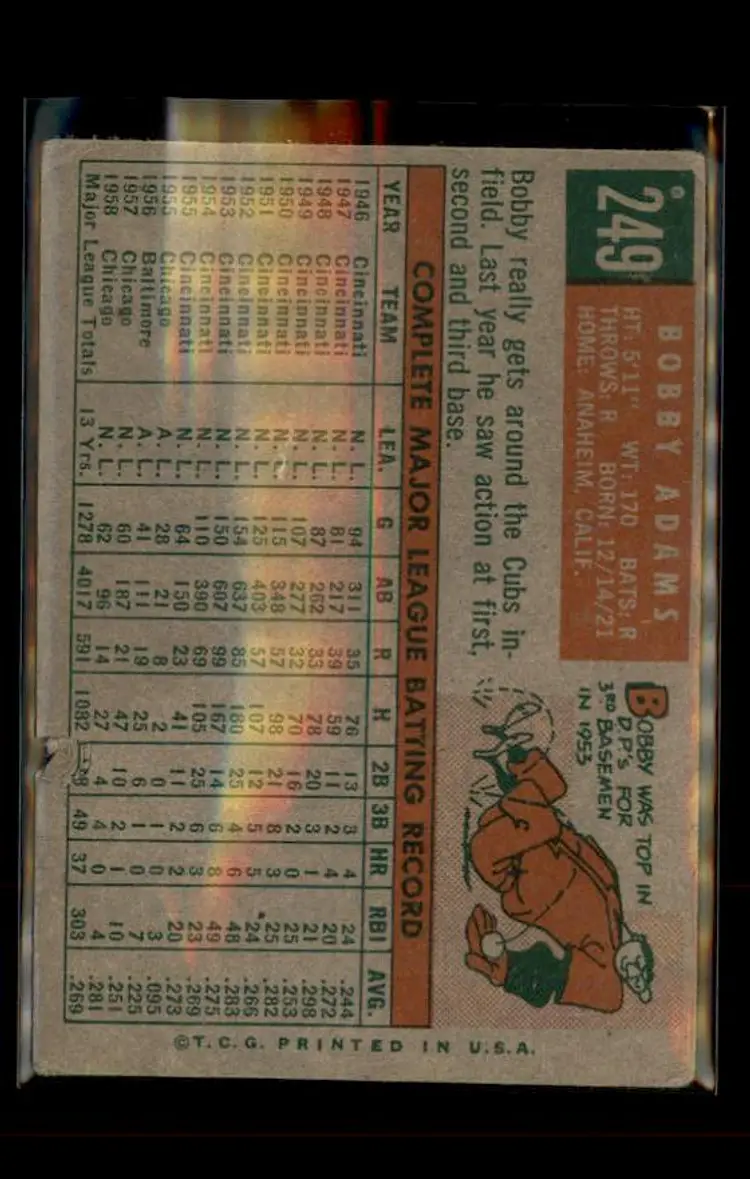 249
BOBBY ADAMS
HT: 5'11" WT: 170 BATS: R
THROWS: R BORN: 12/14/21
HOME: ANAHEIM, CALIF.
BOBBY WAS TOP IN
D.P'S FOR
3RD BASEMEN
IN 1953
Bobby really gets around the Cubs in-
field. Last year he saw action at first,
second and third base.
COMPLETE MAJOR LEAGUE BATTING RECORD
YEAR TEAM LEA. G AB R H 2B 3B HR RBI AVG.
1946 Cincinnati N. L. 94 311 35 76 13 3 4 24 .244
1947 Cincinnati N. L. 81 217 39 59 11 2 4 20 .272
1948 Cincinnati N. L. 87 262 33 78 20 3 1 21 .298
1949 Cincinnati N. L. 107 277 32 70 16 2 0 25 .253
1950 Cincinnati N. L. 115 348 57 98 21 8 3 25 .282
1951 Cincinnati N. L. 125 403 57 107 12 5 5 24 .266
1952 Cincinnati N. L. 154 637 85 180 25 4 6 48 .283
1953 Cincinnati N. L. 150 607 99 167 14 6 8 49 .275
1954 Cincinnati N. L. 110 390 69 105 25 6 3 23 .269
1955 Cincinnati N. L. 64 150 23 41 11 2 2 20 .273
1955 Chicago A. L. 28 21 8 2 0 1 0 3 .095
1956 Baltimore A. L. 41 111 19 25 6 1 0 7 .225
1957 Chicago N. L. 60 187 21 47 10 2 1 10 .251
1958 Chicago N. L. 62 96 14 27 4 4 0 4 .281
Major League Totals 13 Yrs. 1278 4017 591 1082 49 37 303 .269
©T.C.G. PRINTED IN U.S.A.